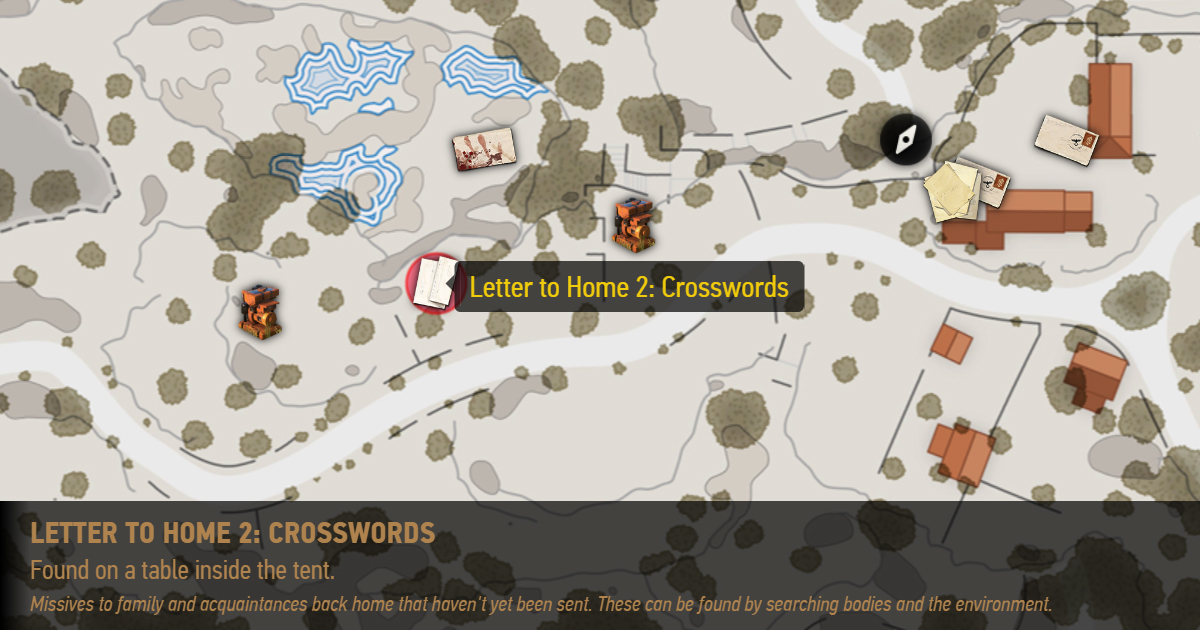 Letter to Home 2: Crosswords
LETTER TO HOME 2: CROSSWORDS
Found on a table inside the tent.
Missives to family and acquaintances back home that haven't yet been sent. These can be found by searching bodies and the environment.